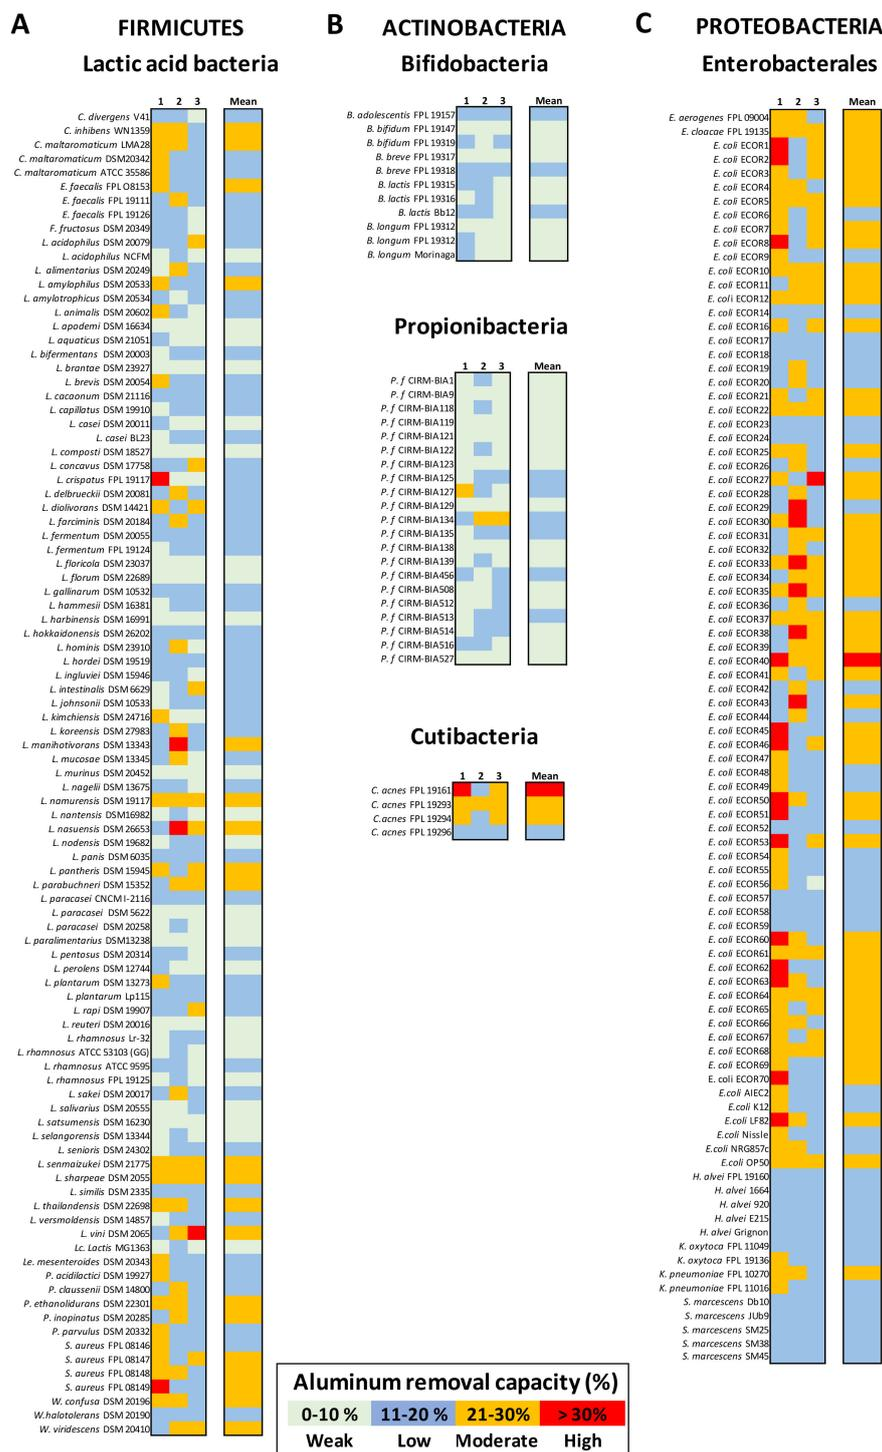 A
FIRMICUTES
Lactic acid bacteria
1 2 3 Mean
C. divergens V41
C. inhibens WN1359
C. maltaromaticum LMA28
C. maltaromaticum DSM20342
C. maltaromaticum ATCC 35586
E. faecalis FPL O8153
E. faecalis FPL 19111
E. faecalis FPL 19126
F. fructosus DSM 20349
L. acidophilus DSM 20079
L. acidophilus NCFM
L. alimentarius DSM 20249
L. amylophilus DSM 20533
L. amylotrophicus DSM 20534
L. animalis DSM 20602
L. apodemi DSM 16634
L. aquaticus DSM 21051
L. bifermentans DSM 20003
L. brantae DSM 23927
L. brevis DSM 20054
L. cacaonum DSM 21116
L. capillatus DSM 19910
L. casei DSM 20011
L. casei BL23
L. composti DSM 18527
L. concavus DSM 17758
L. crispatus FPL 19117
L. delbrueckii DSM 20081
L. diolivorans DSM 14421
L. farciminis DSM 20184
L. fermentum DSM 20055
L. fermentum FPL 19124
L. floricola DSM 23037
L. florum DSM 22689
L. gallinarum DSM 10532
L. hammesii DSM 16381
L. harbinensis DSM 16991
L. hokkaidonensis DSM 26202
L. hominis DSM 23910
L. hordei DSM 19519
L. ingluviei DSM 15946
L. intestinalis DSM 6629
L. johnsonii DSM 10533
L. kimchiensis DSM 24716
L. koreensis DSM 27983
L. manihotivorans DSM 13343
L. mucosae DSM 13345
L. murinus DSM 20452
L. nagelii DSM 13675
L. namurensis DSM 19117
L. nantensis DSM16982
L. nasuensis DSM 26653
L. nodensis DSM 19682
L. panis DSM 6035
L. pantheris DSM 15945
L. parabuchneri DSM 15352
L. paracasei CNCM I-2116
L. paracasei DSM 5622
L. paracasei DSM 20258
L. paralimentarius DSM13238
L. pentosus DSM 20314
L. perolens DSM 12744
L. plantarum DSM 13273
L. plantarum Lp115
L. rapi DSM 19907
L. reuteri DSM 20016
L. rhamnosus Lr-32
L. rhamnosus ATCC 53103 (GG)
L. rhamnosus ATCC 9595
L. rhamnosus FPL 19125
L. sakei DSM 20017
L. salivarius DSM 20555
L. satsumensis DSM 16230
L. selangorensis DSM 13344
L. senioris DSM 24302
L. senmaizukei DSM 21775
L. sharpeae DSM 2055
L. similis DSM 2335
L. thailandensis DSM 22698
L. versmoldensis DSM 14857
L. vini DSM 2065
Lc. Lactis MG1363
Le. mesenteroides DSM 20343
P. acidilactici DSM 19927
P. claussenii DSM 14800
P. ethanolidurans DSM 22301
P. inopinatus DSM 20285
P. parvulus DSM 20332
S. aureus FPL 08146
S. aureus FPL 08147
S. aureus FPL 08148
S. aureus FPL 08149
W. confusa DSM 20196
W.halotolerans DSM 20190
W. viridescens DSM 20410
B
ACTINOBACTERIA
Bifidobacteria
1 2 3 Mean
B. adolescentis FPL 19157
B. bifidum FPL 19147
B. bifidum FPL 19319
B. breve FPL 19317
B. breve FPL 19318
B. lactis FPL 19315
B. lactis FPL 19316
B. lactis Bb12
B. longum FPL 19312
B. longum FPL 19312
B. longum Morinaga
Propionibacteria
1 2 3 Mean
P. f CIRM-BIA1
P. f CIRM-BIA9
P. f CIRM-BIA118
P. f CIRM-BIA119
P. f CIRM-BIA121
P. f CIRM-BIA122
P. f CIRM-BIA123
P. f CIRM-BIA125
P. f CIRM-BIA127
P. f CIRM-BIA129
P. f CIRM-BIA134
P. f CIRM-BIA135
P. f CIRM-BIA138
P. f CIRM-BIA139
P. f CIRM-BIA456
P. f CIRM-BIA508
P. f CIRM-BIA512
P. f CIRM-BIA513
P. f CIRM-BIA514
P. f CIRM-BIA516
P. f CIRM-BIA527
Cutibacteria
1 2 3 Mean
C. acnes FPL 19161
C. acnes FPL 19293
C.acnes FPL 19294
C. acnes FPL 19296
C
PROTEOBACTERIA
Enterobacterales
1 2 3 Mean
E. aerogenes FPL 09004
E. cloacae FPL 19135
E. coli ECOR1
E. coli ECOR2
E. coli ECOR3
E. coli ECOR4
E. coli ECOR5
E. coli ECOR6
E. coli ECOR7
E. coli ECOR8
E. coli ECOR9
E. coli ECOR10
E. coli ECOR11
E. coli ECOR12
E. coli ECOR14
E. coli ECOR16
E. coli ECOR17
E. coli ECOR18
E. coli ECOR19
E. coli ECOR20
E. coli ECOR21
E. coli ECOR22
E. coli ECOR23
E. coli ECOR24
E. coli ECOR25
E. coli ECOR26
E. coli ECOR27
E. coli ECOR28
E. coli ECOR29
E. coli ECOR30
E. coli ECOR31
E. coli ECOR32
E. coli ECOR33
E. coli ECOR34
E. coli ECOR35
E. coli ECOR36
E. coli ECOR37
E. coli ECOR38
E. coli ECOR39
E. coli ECOR40
E. coli ECOR41
E. coli ECOR42
E. coli ECOR43
E. coli ECOR44
E. coli ECOR45
E. coli ECOR46
E. coli ECOR47
E. coli ECOR48
E. coli ECOR49
E. coli ECOR50
E. coli ECOR51
E. coli ECOR52
E. coli ECOR53
E. coli ECOR54
E. coli ECOR55
E. coli ECOR56
E. coli ECOR57
E. coli ECOR58
E. coli ECOR59
E. coli ECOR60
E. coli ECOR61
E. coli ECOR62
E. coli ECOR63
E. coli ECOR64
E. coli ECOR65
E. coli ECOR66
E. coli ECOR67
E. coli ECOR68
E. coli ECOR69
E. coli ECOR70
E.coli AIEC2
E.coli K12
E.coli LF82
E.coli Nissle
E.coli NRG857c
E.coli OP50
H. alvei FPL 19160
H. alvei 1664
H. alvei 920
H. alvei E215
H. alvei Grignon
K. oxytoca FPL 11049
K. oxytoca FPL 19136
K. pneumoniae FPL 10270
K. pneumoniae FPL 11016
S. marcescens Db10
S. marcescens JUb9
S. marcescens SM25
S. marcescens SM38
S. marcescens SM45
Aluminum removal capacity (%)
0-10 % 11-20 % 21-30% > 30%
Weak Low Moderate High